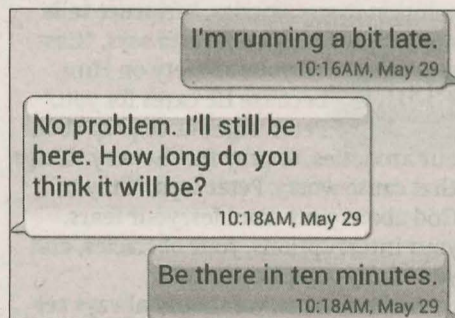 I'm running a bit late.
10:16AM, May 29
No problem. I'll still be
here. How long do you
think it will be?
10:18AM, May 29
Be there in ten minutes.
10:18AM, May 29